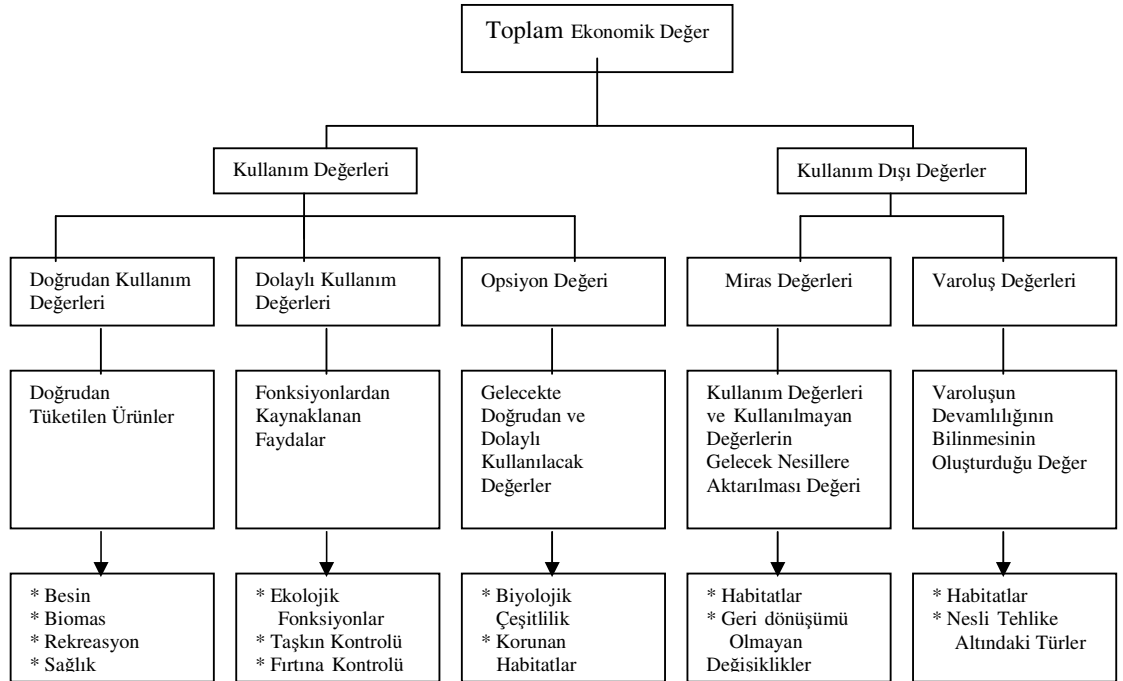 Toplam Ekonomik Değer
Kullanım Değerleri
Kullanım Dışı Değerler
Doğrudan Kullanım
Değerleri
Dolaylı Kullanım
Değerleri
Opsiyon Değeri
Miras Değerleri
Varoluş Değerleri
Doğrudan
Tüketilen Ürünler
Fonksiyonlardan
Kaynaklanan
Faydalar
Gelecekte
Doğrudan ve
Dolaylı
Kullanılacak
Değerler
Kullanım Değerleri
ve Kullanılmayan
Değerlerin
Gelecek Nesillere
Aktarılması Değeri
Varoluşun
Devamlılığının
Bilinmesinin
Oluşturduğu Değer
* Besin
* Biomas
* Rekreasyon
* Sağlık
* Ekolojik
Fonksiyonlar
* Taşkın Kontrolü
* Fırtına Kontrolü
* Biyolojik
Çeşitlilik
* Korunan
Habitatlar
* Habitatlar
* Geri dönüşümü
Olmayan
Değişiklikler
* Habitatlar
* Nesli Tehlike
Altındaki Türler